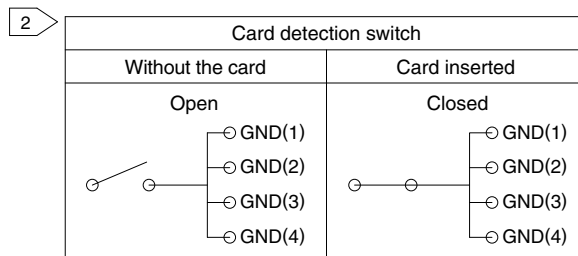 2
Card detection switch
Without the card
Card inserted
Open
Closed
GND(1)
GND(2)
GND(3)
GND(4)
GND(1)
GND(2)
GND(3)
GND(4)